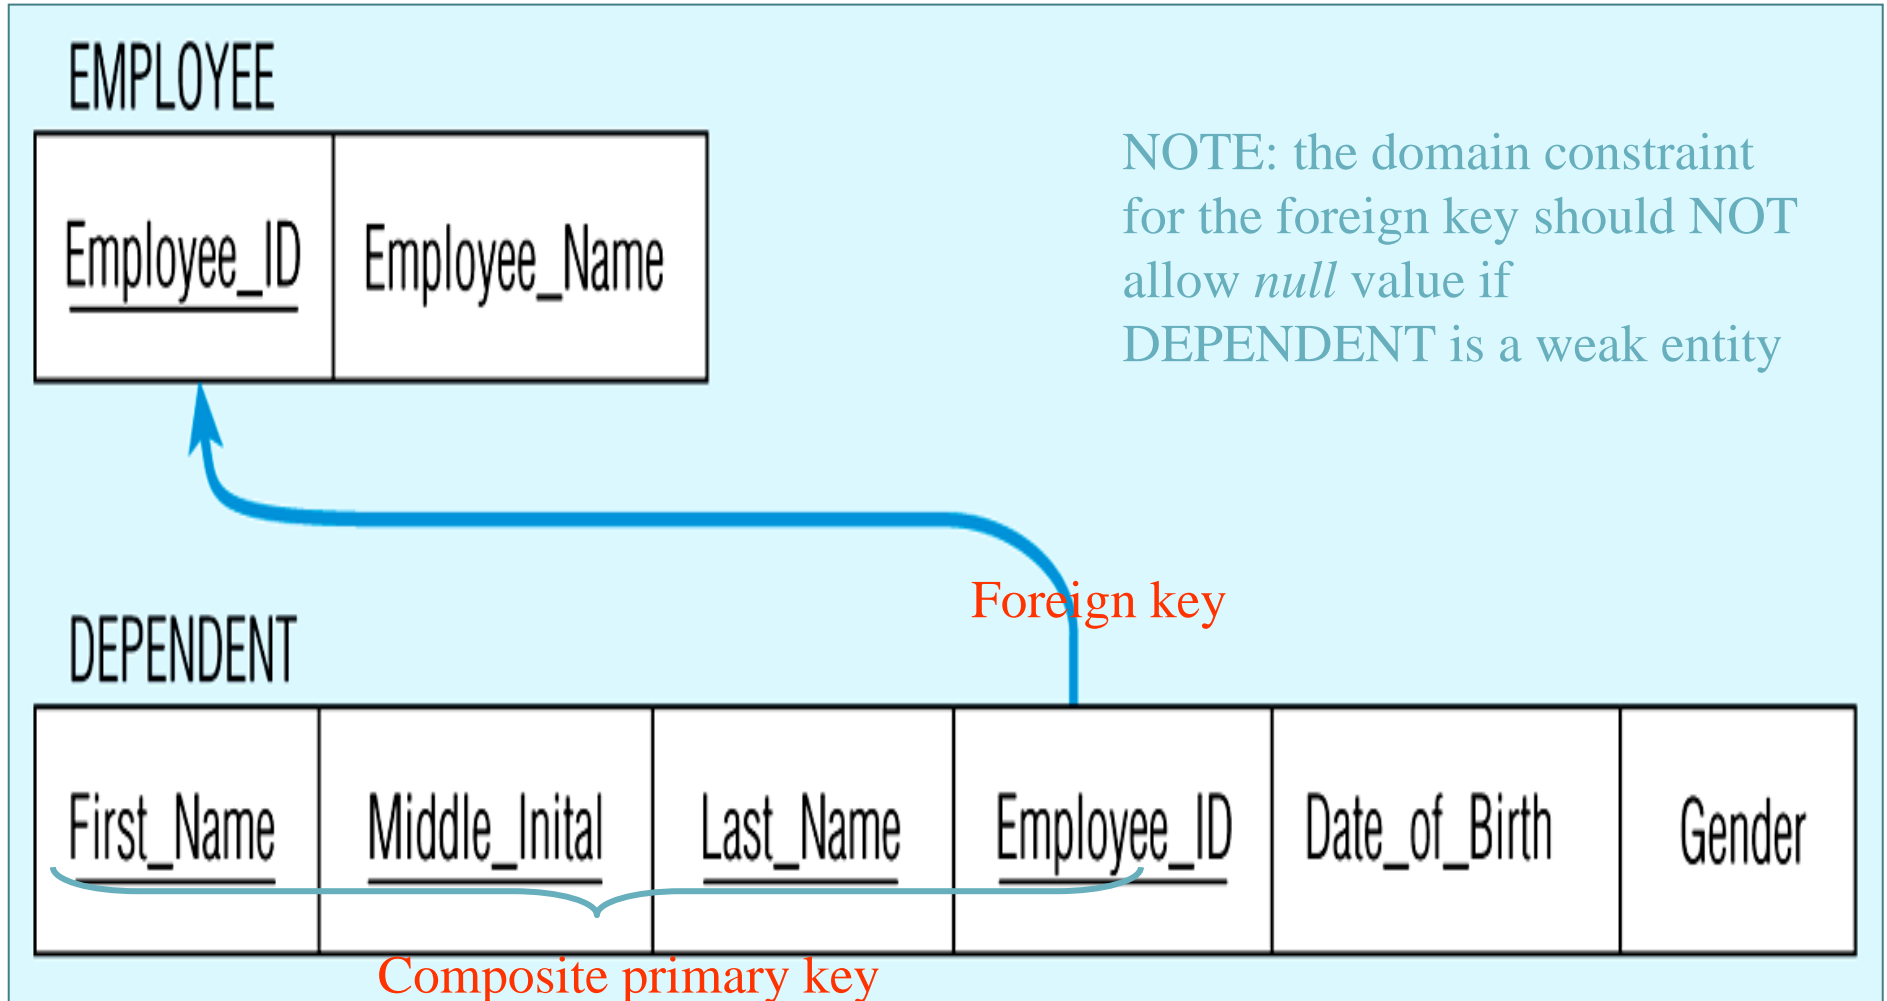 EMPLOYEE
Employee_ID Employee_Name
NOTE: the domain constraint
for the foreign key should NOT
allow null value if
DEPENDENT is a weak entity
Foreign key
DEPENDENT
First_Name Middle_Inital Last_Name Employee_ID Date_of_Birth Gender
Composite primary key